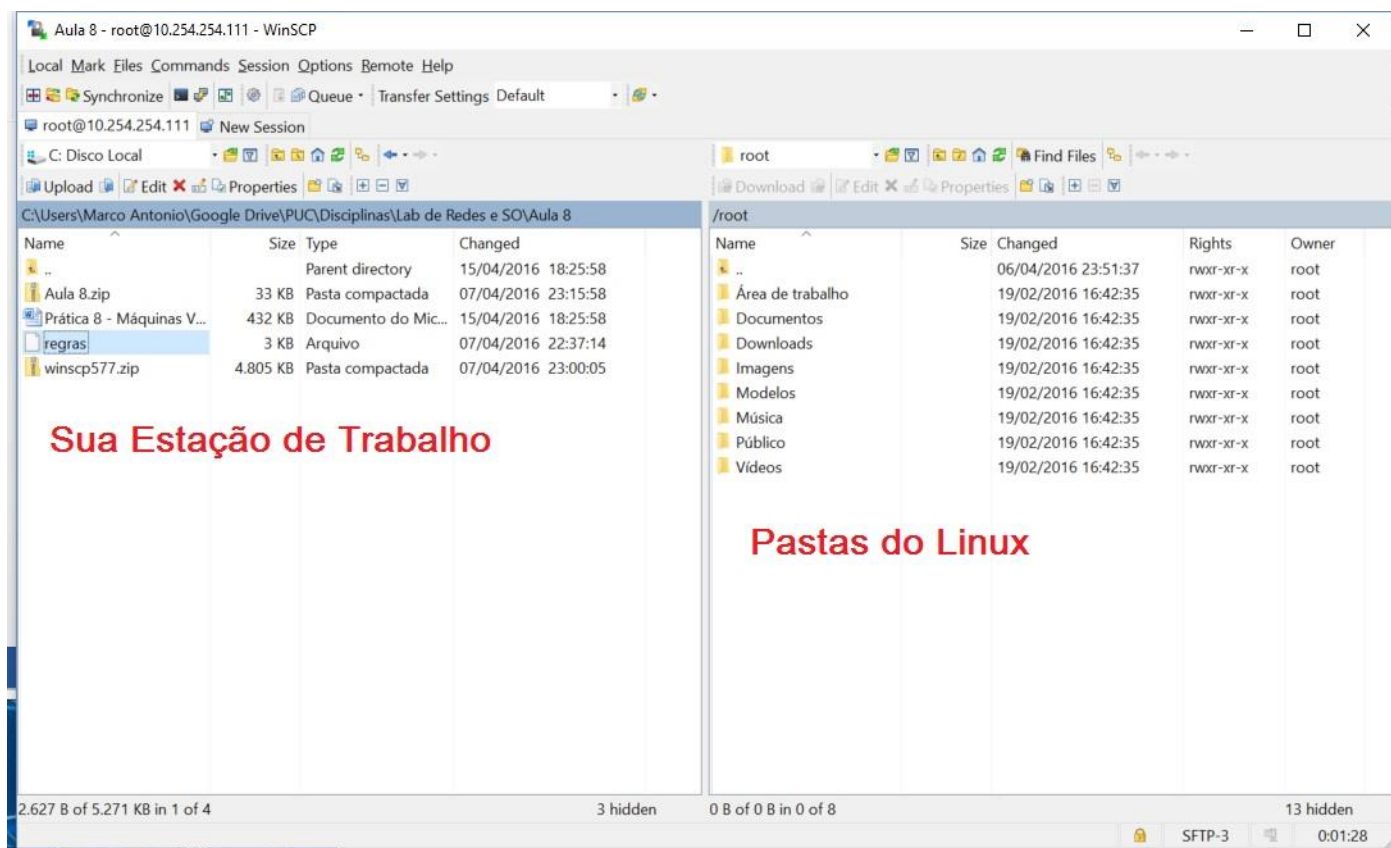 Aula 8 - root@10.254.254.111 - WinSCP
Local Mark Files Commands Session Options Remote Help
Synchronize Queue Transfer Settings Default
root@10.254.254.111 New Session
C: Disco Local root Find Files
Upload Edit Properties Download Edit Properties
C:\Users\Marco Antonio\Google Drive\PUC\Disciplinas\Lab de Redes e SO\Aula 8 /root
Name Size Type Changed Name Size Changed Rights Owner
.. Parent directory 15/04/2016 18:25:58 .. 06/04/2016 23:51:37 rwxr-xr-x root
Aula 8.zip 33 KB Pasta compactada 07/04/2016 23:15:58 Área de trabalho 19/02/2016 16:42:35 rwxr-xr-x root
Prática 8 - Máquinas V... 432 KB Documento do Mic... 15/04/2016 18:25:58 Documentos 19/02/2016 16:42:35 rwxr-xr-x root
regras 3 KB Arquivo 07/04/2016 22:37:14 Downloads 19/02/2016 16:42:35 rwxr-xr-x root
winscp577.zip 4.805 KB Pasta compactada 07/04/2016 23:00:05 Imagens 19/02/2016 16:42:35 rwxr-xr-x root
Modelos 19/02/2016 16:42:35 rwxr-xr-x root
Música 19/02/2016 16:42:35 rwxr-xr-x root
Sua Estação de Trabalho Público 19/02/2016 16:42:35 rwxr-xr-x root
Vídeos 19/02/2016 16:42:35 rwxr-xr-x root
Pastas do Linux
2.627 B of 5.271 KB in 1 of 4 3 hidden 0 B of 0 B in 0 of 8 13 hidden
SFTP-3 0:01:28